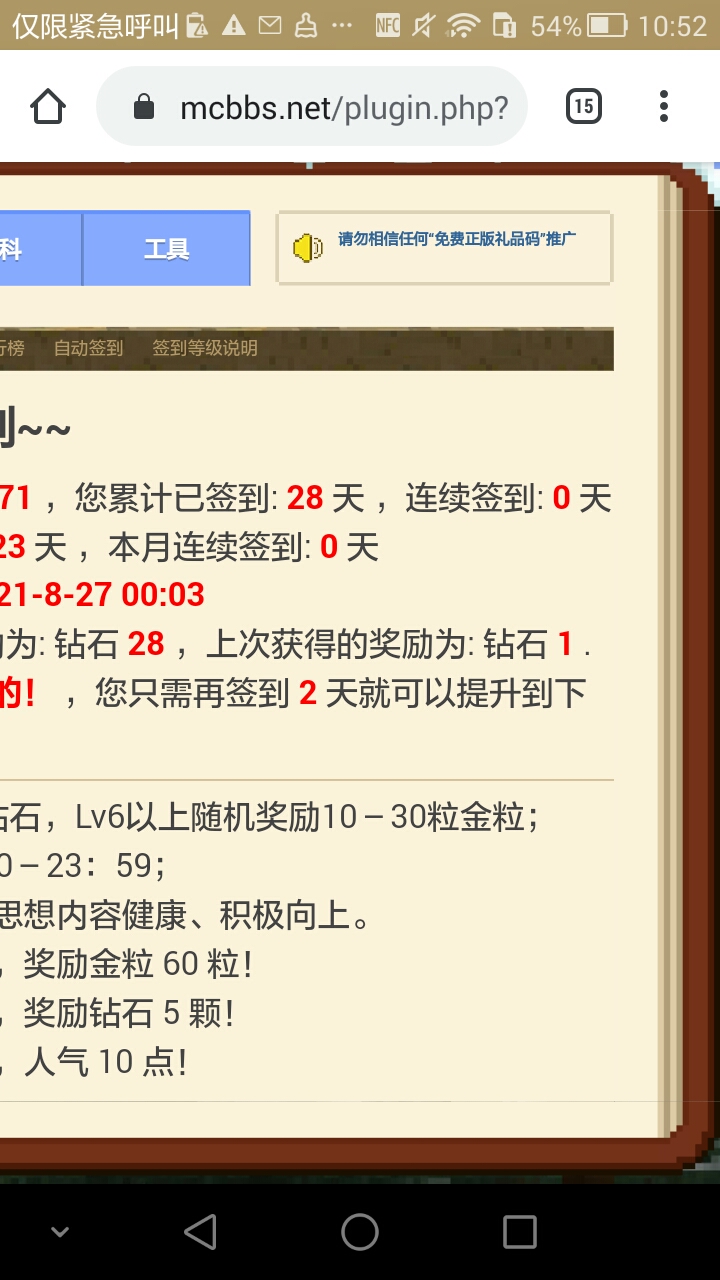 仅限紧急呼叫 NFC 54% 10:52
mcbbs.net/plugin.php? 15
科 工具 请勿相信任何“免费正版礼品码”推广
行榜 自动签到 签到等级说明
到~~
71 ，您累计已签到: 28 天 ，连续签到: 0 天
23 天 ，本月连续签到: 0 天
21-8-27 00:03
为: 钻石 28 ，上次获得的奖励为: 钻石 1 .
的！ ，您只需再签到 2 天就可以提升到下
钻石，Lv6以上随机奖励10 – 30粒金粒；
0 – 23：59；
思想内容健康、积极向上。
，奖励金粒 60 粒！
，奖励钻石 5 颗！
，人气 10 点！